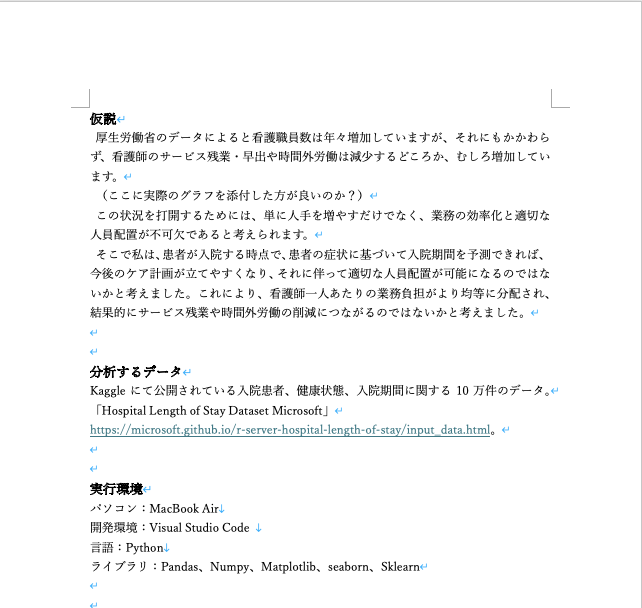 仮説
厚生労働省のデータによると看護職員数は年々増加していますが、それにもかかわら
ず、看護師のサービス残業・早出や時間外労働は減少するどころか、むしろ増加してい
ます。
（ここに実際のグラフを添付した方が良いのか？）
この状況を打開するためには、単に人手を増やすだけでなく、業務の効率化と適切な
人員配置が不可欠であると考えられます。
そこで私は、患者が入院する時点で、患者の症状に基づいて入院期間を予測できれば、
今後のケア計画が立てやすくなり、それに伴って適切な人員配置が可能になるのではな
いかと考えました。これにより、看護師一人あたりの業務負担がより均等に分配され、
結果的にサービス残業や時間外労働の削減につながるのではないかと考えました。
分析するデータ
Kaggle にて公開されている入院患者、健康状態、入院期間に関する 10 万件のデータ。
「Hospital Length of Stay Dataset Microsoft」
https://microsoft.github.io/r-server-hospital-length-of-stay/input_data.html。
実行環境
パソコン：MacBook Air
開発環境：Visual Studio Code
言語：Python
ライブラリ：Pandas、Numpy、Matplotlib、seaborn、Sklearn